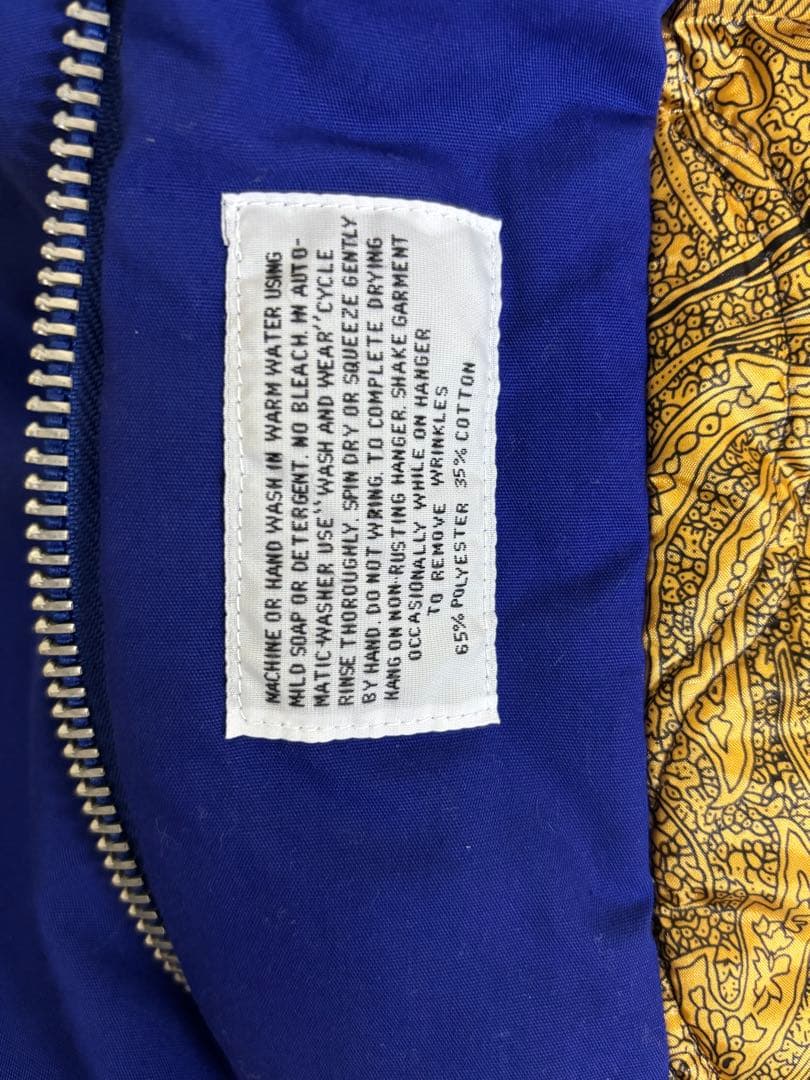 MACHINE OR HAND WASH IN WARM WATER USING
MILD SOAP OR DETERGENT. NO BLEACH. IN AUTO-
MATIC WASHER USE "WASH AND WEAR" CYCLE
RINSE THOROUGHLY. SPIN DRY OR SQUEEZE GENTLY
BY HAND. DO NOT WRING. TO COMPLETE DRYING
HANG ON NON-RUSTING HANGER. SHAKE GARMENT
OCCASIONALLY WHILE ON HANGER
TO REMOVE WRINKLES
65% POLYESTER 35% COTTON